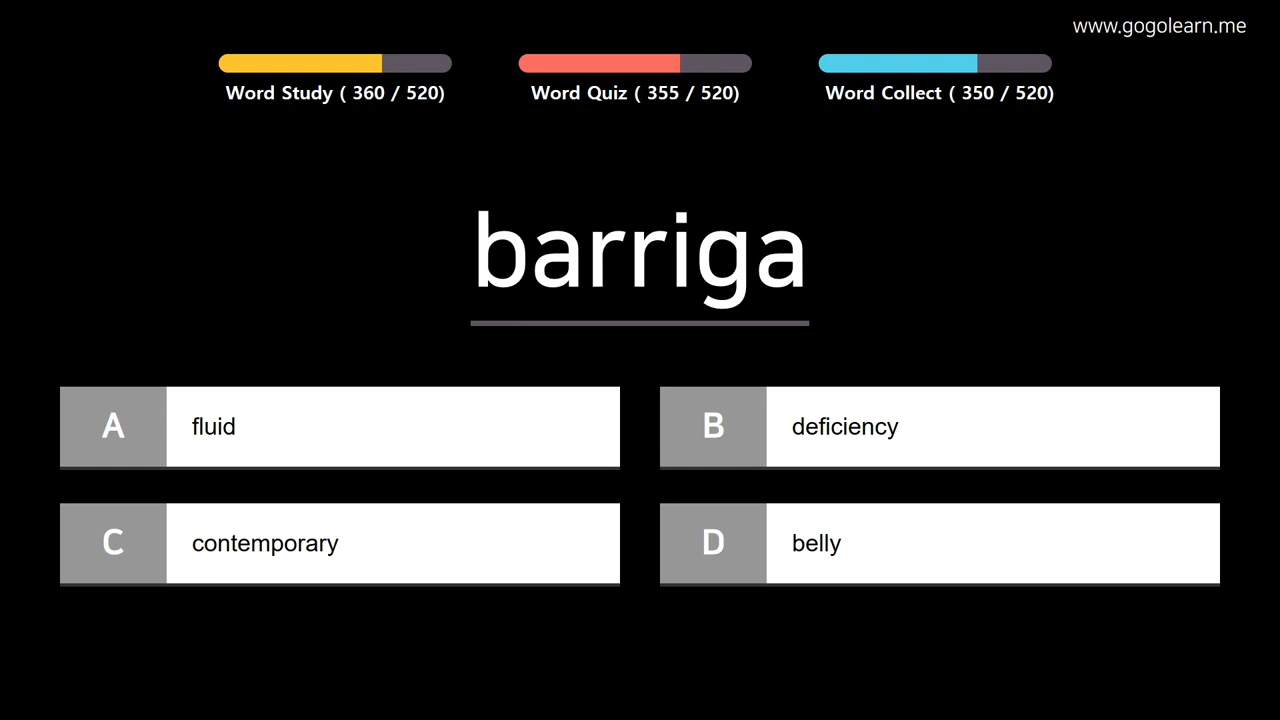 www.gogolearn.me
Word Study ( 360 / 520)
Word Quiz ( 355 / 520)
Word Collect ( 350 / 520)
barriga
A fluid
B deficiency
C contemporary
D belly